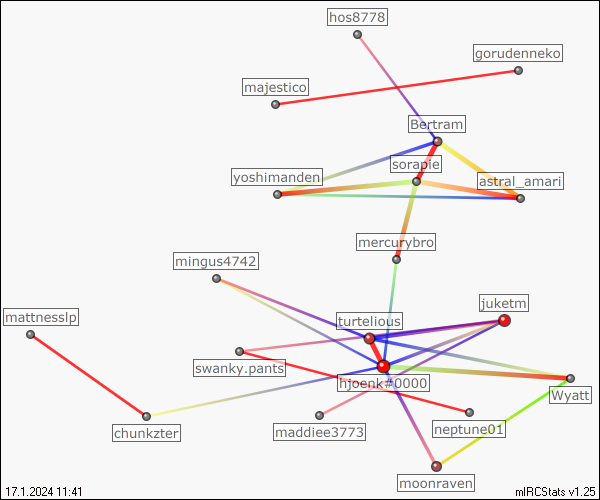 hos8778
gorudenneko
majestico
Bertram
sorapie
yoshimanden
astral_amari
mercurybro
mingus4742
juketm
mattnesslp
turtelious
swanky.pants
hjoenk#0000
Wyatt
chunkzter
maddiee3773
neptune01
moonraven
17.1.2024 11:41
mIRCStats v1.25